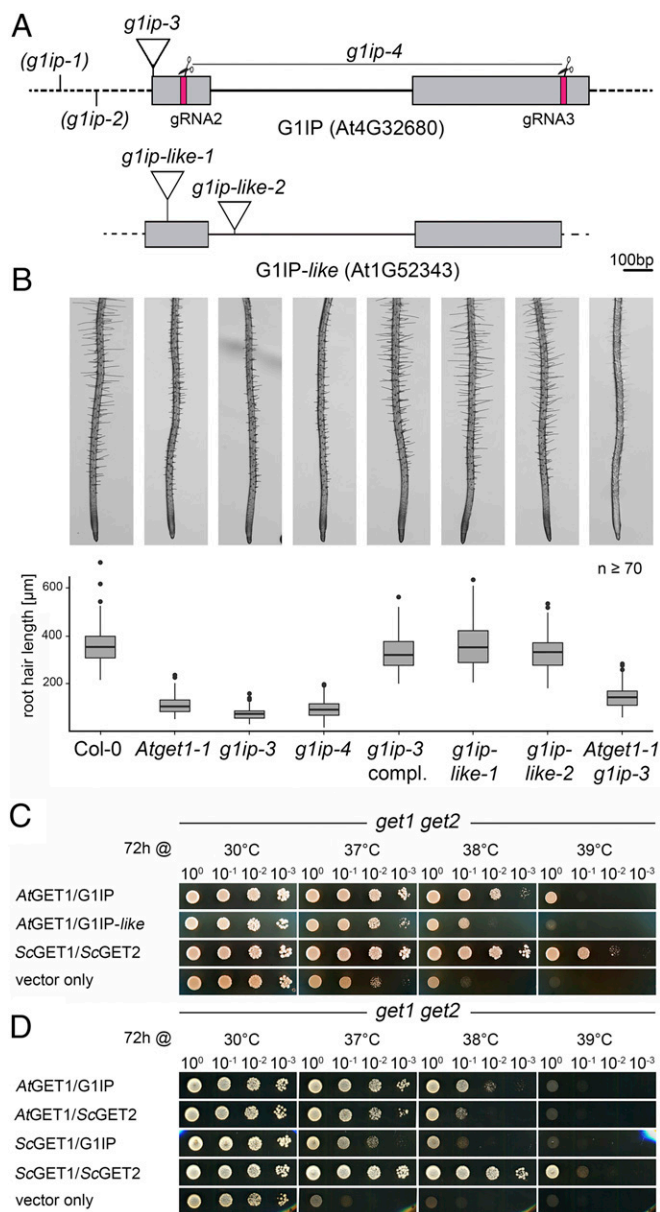 A
g1ip-3
(g1ip-1)
g1ip-4
(g1ip-2)
gRNA2
gRNA3
G1IP (At4G32680)
g1ip-like-1
g1ip-like-2
G1IP-like (At1G52343)
100bp
B
n ≥ 70
root hair length [µm]
600
400
200
Col-0 Atget1-1 g1ip-3 g1ip-4 g1ip-3 compl. g1ip-like-1 g1ip-like-2 Atget1-1 g1ip-3
C
get1 get2
72h @ 30°C 37°C 38°C 39°C
10⁰ 10⁻¹ 10⁻² 10⁻³ 10⁰ 10⁻¹ 10⁻² 10⁻³ 10⁰ 10⁻¹ 10⁻² 10⁻³ 10⁰ 10⁻¹ 10⁻² 10⁻³
AtGET1/G1IP
AtGET1/G1IP-like
ScGET1/ScGET2
vector only
D
get1 get2
72h @ 30°C 37°C 38°C 39°C
10⁰ 10⁻¹ 10⁻² 10⁻³ 10⁰ 10⁻¹ 10⁻² 10⁻³ 10⁰ 10⁻¹ 10⁻² 10⁻³ 10⁰ 10⁻¹ 10⁻² 10⁻³
AtGET1/G1IP
AtGET1/ScGET2
ScGET1/G1IP
ScGET1/ScGET2
vector only